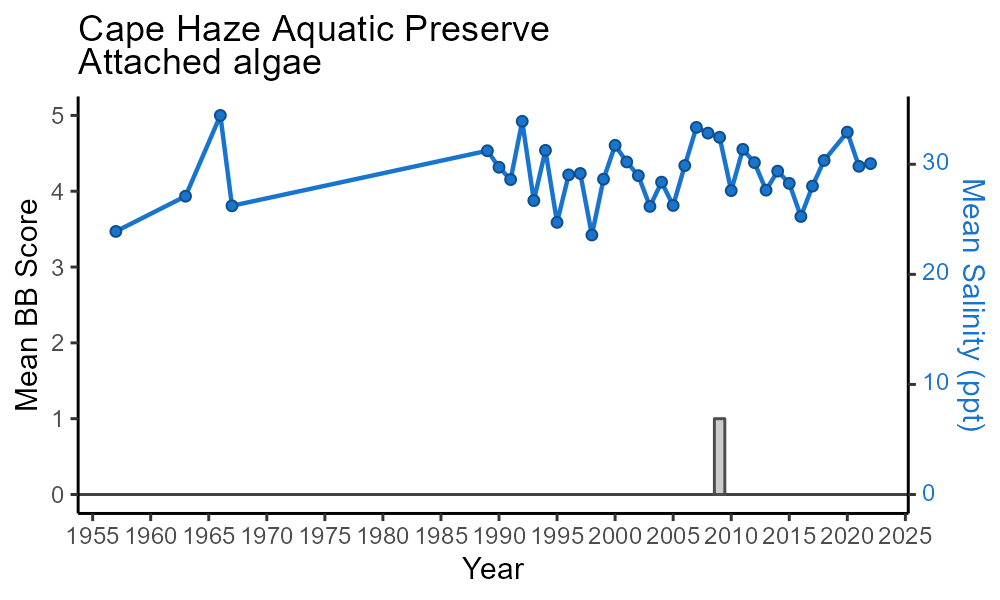 Cape Haze Aquatic Preserve
Attached algae
Mean BB Score
5
4
3
2
1
0
30
20
10
0
Mean Salinity (ppt)
1955 1960 1965 1970 1975 1980 1985 1990 1995 2000 2005 2010 2015 2020 2025
Year